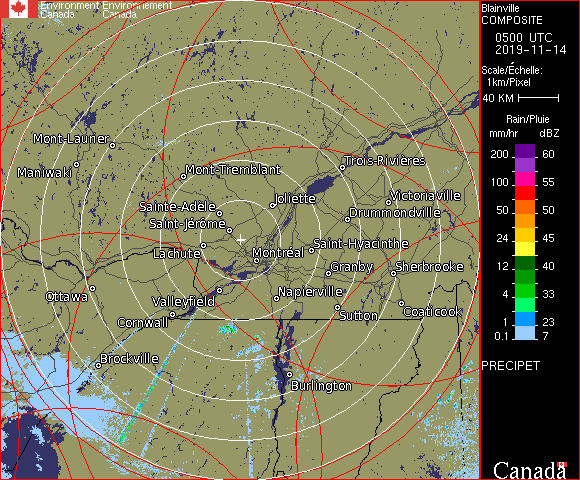 Environment Environnement
Canada Canada
Blainville
COMPOSITE
0500 UTC
2019-11-14
Scale/Échelle:
1km/Pixel
40 KM
Rain/Pluie
mm/hr dBZ
200 60
100 55
50 50
24 45
12 40
4 33
1 23
0.1 7
PRECIPET
Canada
Mont-Laurier
Maniwaki
Mont-Tremblant
Trois-Rivières
Sainte-Adèle
Joliette
Victoriaville
Saint-Jérôme
Drummondville
Lachute
Montréal
Saint-Hyacinthe
Granby
Sherbrooke
Ottawa
Valleyfield
Napierville
Cornwall
Sutton
Coaticook
Brockville
Burlington